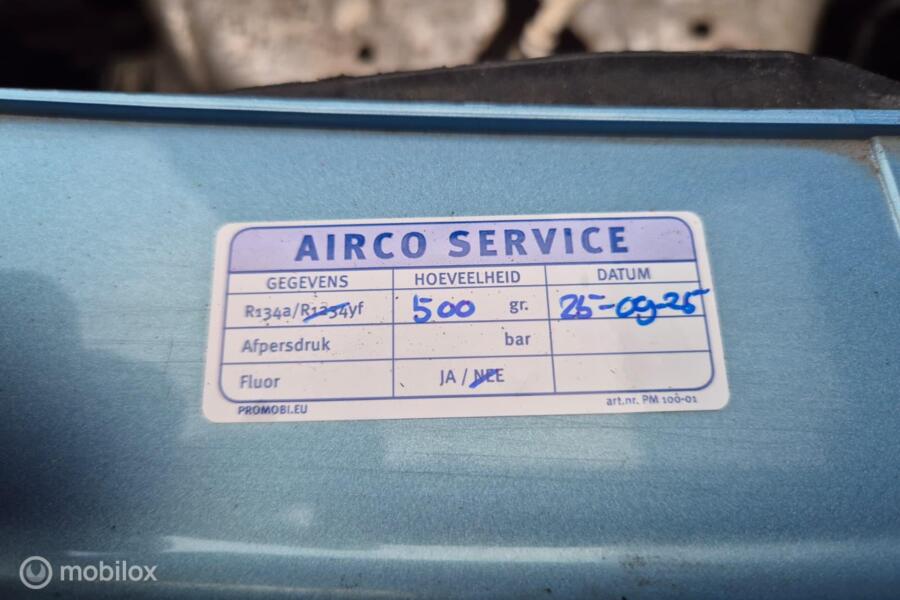 AIRCO SERVICE
GEGEVENS HOEVEELHEID DATUM
R134a/R1234yf 500 gr. 25-09-25
Afpersdruk bar
Fluor JA / NEE
PROMOBI.EU art.nr. PM 100-01
mobilox